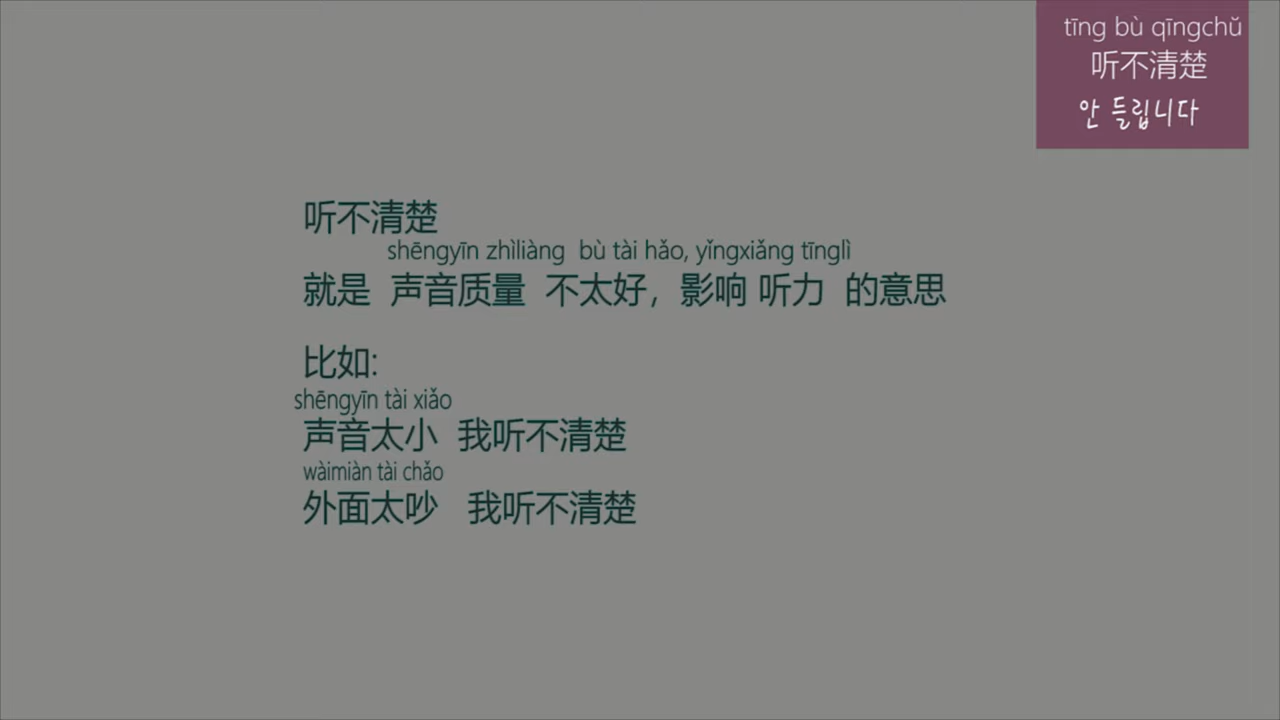 tīng bù qīngchŭ
听不清楚
안 들립니다
听不清楚
shēngyīn zhìliàng bù tài hǎo, yǐngxiǎng tīnglì
就是 声音质量 不太好，影响 听力 的意思
比如:
shēngyīn tài xiǎo
声音太小 我听不清楚
wàimiàn tài chǎo
外面太吵 我听不清楚